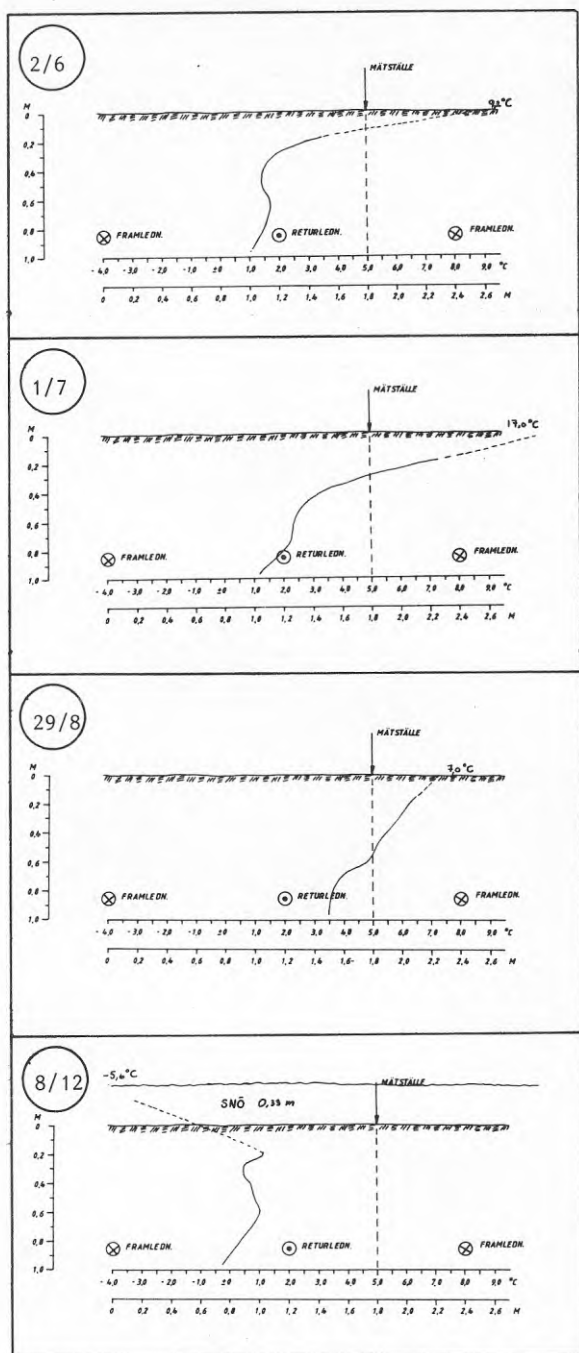 2/6
MÄTSTÄLLE
M
0
0,2
0,4
0,6
0,8
1,0
FRAMLEDN. RETURLEDN. FRAMLEDN.
-4,0 -3,0 -2,0 -1,0 ±0 1,0 2,0 3,0 4,0 5,0 6,0 7,0 8,0 9,0 °C
0 0,2 0,4 0,6 0,8 1,0 1,2 1,4 1,6 1,8 2,0 2,2 2,4 2,6 M
1/7
MÄTSTÄLLE
M
17,0°C
0
0,2
0,4
0,6
0,8
1,0
FRAMLEDN. RETURLEDN. FRAMLEDN.
-4,0 -3,0 -2,0 -1,0 ±0 1,0 2,0 3,0 4,0 5,0 6,0 7,0 8,0 9,0 °C
0 0,2 0,4 0,6 0,8 1,0 1,2 1,4 1,6 1,8 2,0 2,2 2,4 2,6 M
29/8
MÄTSTÄLLE
M
7,0°C
0
0,2
0,4
0,6
0,8
1,0
FRAMLEDN. RETURLEDN. FRAMLEDN.
-4,0 -3,0 -2,0 -1,0 ±0 1,0 2,0 3,0 4,0 5,0 6,0 7,0 8,0 9,0 °C
0 0,2 0,4 0,6 0,8 1,0 1,2 1,4 1,6 1,8 2,0 2,2 2,4 2,6 M
8/12
-5,6°C
MÄTSTÄLLE
SNÖ 0,33 m
M
0
0,2
0,4
0,6
0,8
1,0
FRAMLEDN. RETURLEDN. FRAMLEDN.
-4,0 -3,0 -2,0 -1,0 ±0 1,0 2,0 3,0 4,0 5,0 6,0 7,0 8,0 9,0 °C
0 0,2 0,4 0,6 0,8 1,0 1,2 1,4 1,6 1,8 2,0 2,2 2,4 2,6 M